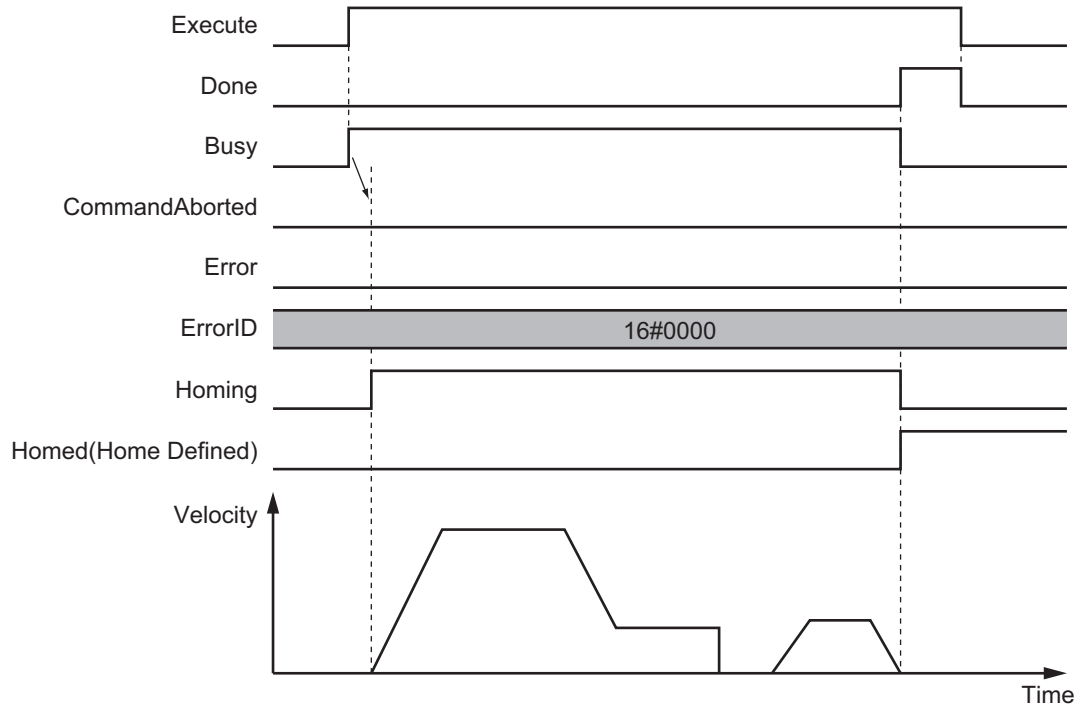 Execute
Done
Busy
CommandAborted
Error
ErrorID
16#0000
Homing
Homed(Home Defined)
Velocity
Time